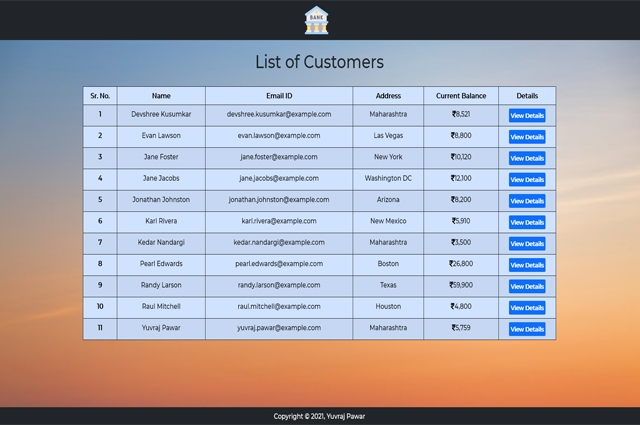 BANK
List of Customers
Sr. No. Name Email ID Address Current Balance Details
1 Devshree Kusumkar devshree.kusumkar@example.com Maharashtra ₹8,521 View Details
2 Evan Lawson evan.lawson@example.com Las Vegas ₹8,800 View Details
3 Jane Foster jane.foster@example.com New York ₹10,120 View Details
4 Jane Jacobs jane.jacobs@example.com Washington DC ₹12,100 View Details
5 Jonathan Johnston jonathan.johnston@example.com Arizona ₹8,200 View Details
6 Karl Rivera karl.rivera@example.com New Mexico ₹5,910 View Details
7 Kedar Nandargi kedar.nandargi@example.com Maharashtra ₹3,500 View Details
8 Pearl Edwards pearl.edwards@example.com Boston ₹26,800 View Details
9 Randy Larson randy.larson@example.com Texas ₹59,900 View Details
10 Raul Mitchell raul.mitchell@example.com Houston ₹4,800 View Details
11 Yuvraj Pawar yuvraj.pawar@example.com Maharashtra ₹5,759 View Details
Copyright © 2021, Yuvraj Pawar